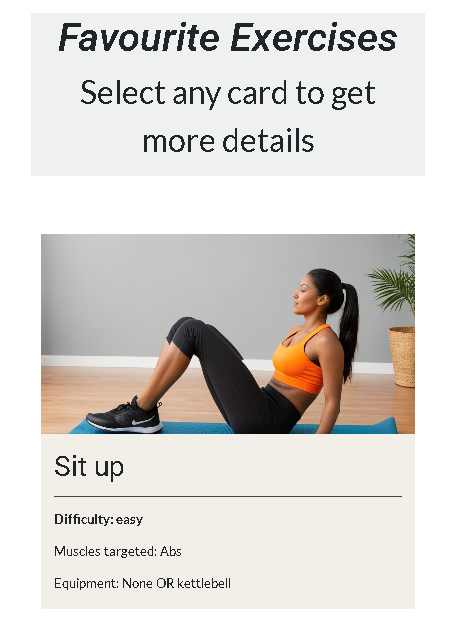 Favourite Exercises
Select any card to get
more details
Sit up
Difficulty: easy
Muscles targeted: Abs
Equipment: None OR kettlebell